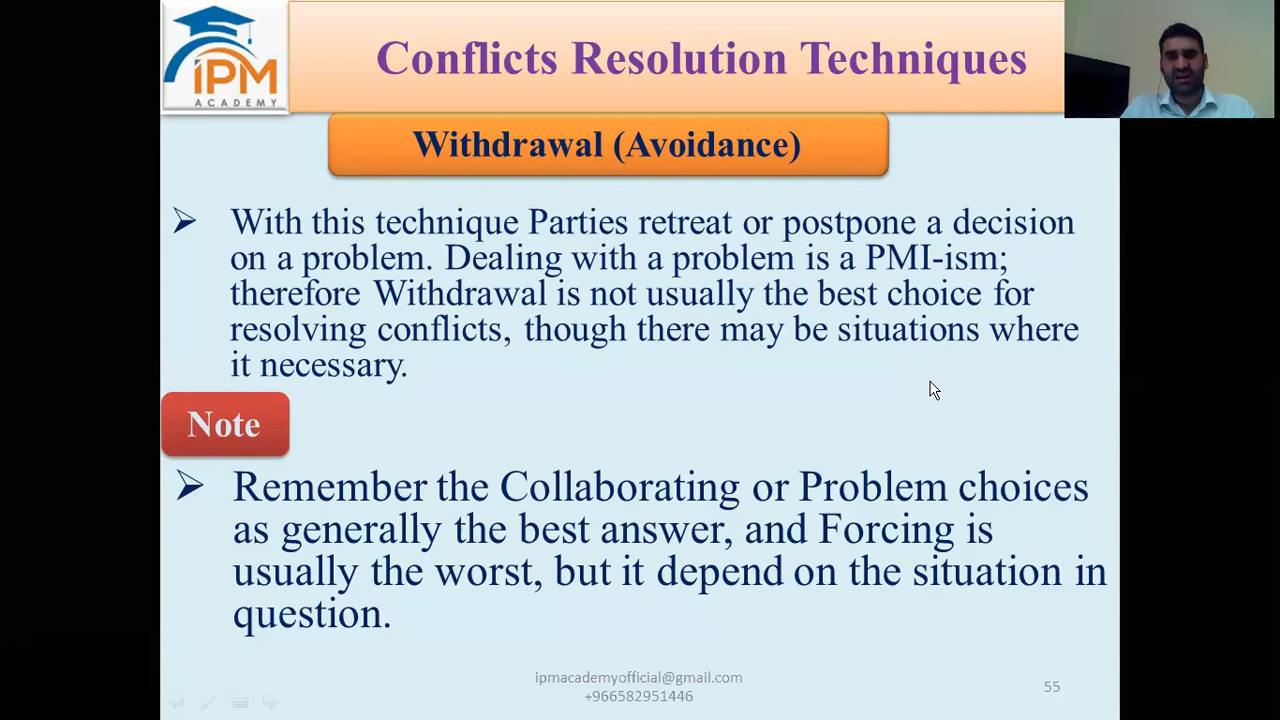 iPM
ACADEMY
Conflicts Resolution Techniques
Withdrawal (Avoidance)
➢ With this technique Parties retreat or postpone a decision
on a problem. Dealing with a problem is a PMI-ism;
therefore Withdrawal is not usually the best choice for
resolving conflicts, though there may be situations where
it necessary.
Note
➢ Remember the Collaborating or Problem choices
as generally the best answer, and Forcing is
usually the worst, but it depend on the situation in
question.
ipmacademyofficial@gmail.com
+966582951446
55